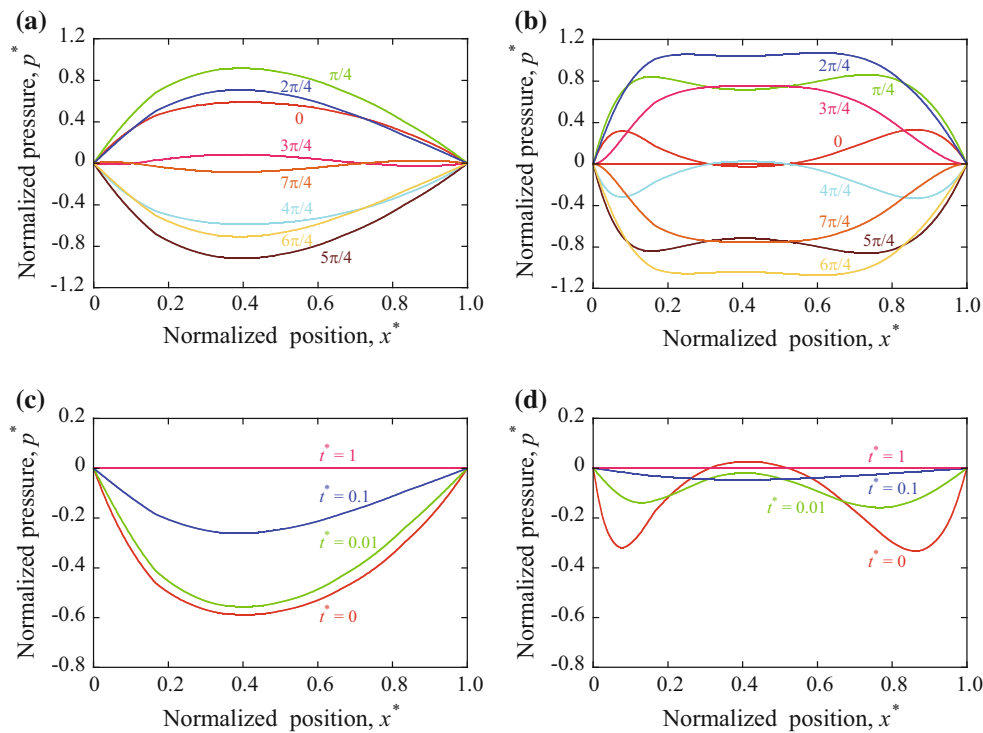 (a)
Normalized pressure, p*
1.2
0.8
0.4
0
-0.4
-0.8
-1.2
π/4
2π/4
0
3π/4
7π/4
4π/4
6π/4
5π/4
0 0.2 0.4 0.6 0.8 1.0
Normalized position, x*
(b)
Normalized pressure, p*
1.2
0.8
0.4
0
-0.4
-0.8
-1.2
2π/4
π/4
3π/4
0
4π/4
7π/4
5π/4
6π/4
0 0.2 0.4 0.6 0.8 1.0
Normalized position, x*
(c)
Normalized pressure, p*
0.2
0
-0.2
-0.4
-0.6
-0.8
t* = 1
t* = 0.1
t* = 0.01
t* = 0
0 0.2 0.4 0.6 0.8 1.0
Normalized position, x*
(d)
Normalized pressure, p*
0.2
0
-0.2
-0.4
-0.6
-0.8
t* = 1
t* = 0.1
t* = 0.01
t* = 0
0 0.2 0.4 0.6 0.8 1.0
Normalized position, x*